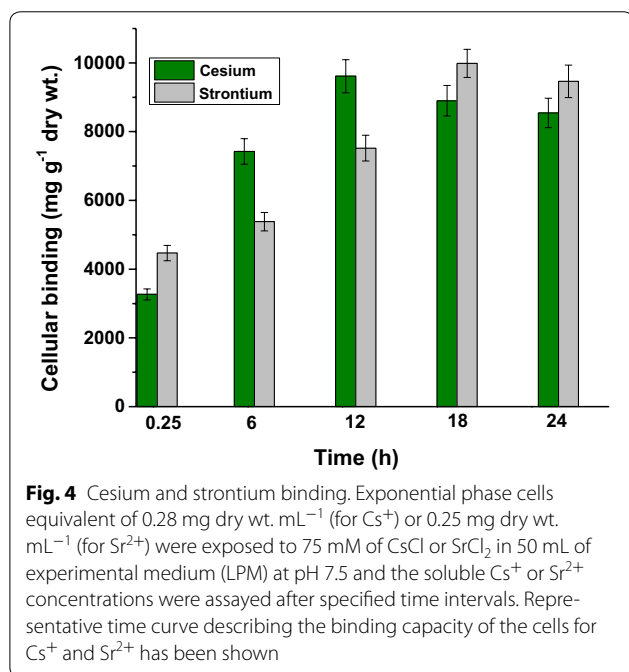 10000
8000
6000
4000
2000
0
Cellular binding (mg g⁻¹ dry wt.)
Cesium
Strontium
0.25 6 12 18 24
Time (h)
Fig. 4 Cesium and strontium binding. Exponential phase cells
equivalent of 0.28 mg dry wt. mL⁻¹ (for Cs⁺) or 0.25 mg dry wt.
mL⁻¹ (for Sr²⁺) were exposed to 75 mM of CsCl or SrCl₂ in 50 mL of
experimental medium (LPM) at pH 7.5 and the soluble Cs⁺ or Sr²⁺
concentrations were assayed after specified time intervals. Repre-
sentative time curve describing the binding capacity of the cells for
Cs⁺ and Sr²⁺ has been shown